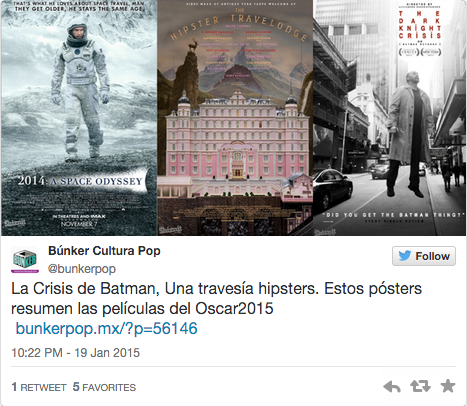 THAT'S WHAT HE LOVES ABOUT SPACE TRAVEL, MAN.
HE GETS OLDER, THEY STAY THE SAME AGE.
2014: A SPACE ODYSSEY
IN THEATRES AND IMAX
NOVEMBER 7
THE
HIPSTER TRAVELODGE
THE
DARK
KNIGHT
CRISIS
"DID YOU GET THE BATMAN THING?"
Búnker Cultura Pop
@bunkerpop
Follow
La Crisis de Batman, Una travesía hipsters. Estos pósters
resumen las películas del Oscar2015
bunkerpop.mx/?p=56146
10:22 PM - 19 Jan 2015
1 RETWEET 5 FAVORITES